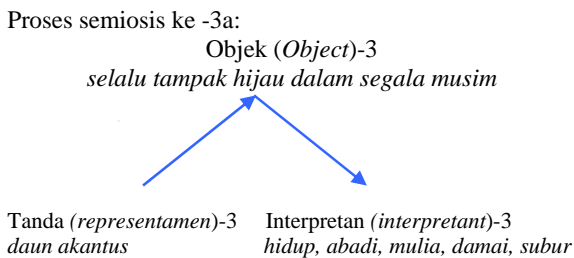 Proses semiosis ke -3a:
Objek (Object)-3
selalu tampak hijau dalam segala musim
Tanda (representamen)-3 Interpretan (interpretant)-3
daun akantus hidup, abadi, mulia, damai, subur